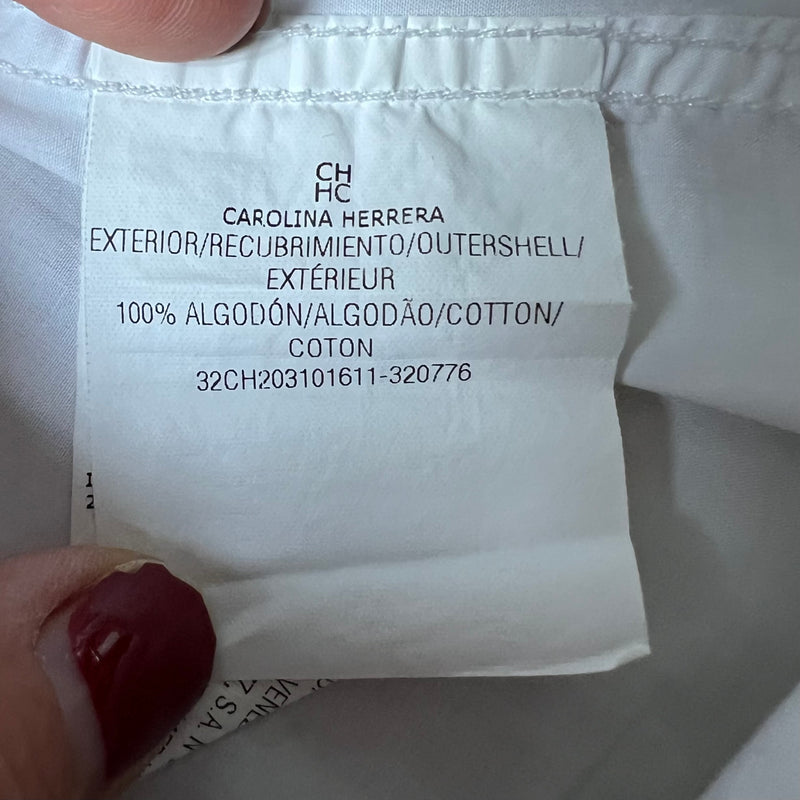 CH
HC
CAROLINA HERRERA
EXTERIOR/RECUBRIMIENTO/OUTERSHELL/
EXTÉRIEUR
100% ALGODÓN/ALGODÃO/COTTON/
COTON
32CH203101611-320776
S.A.